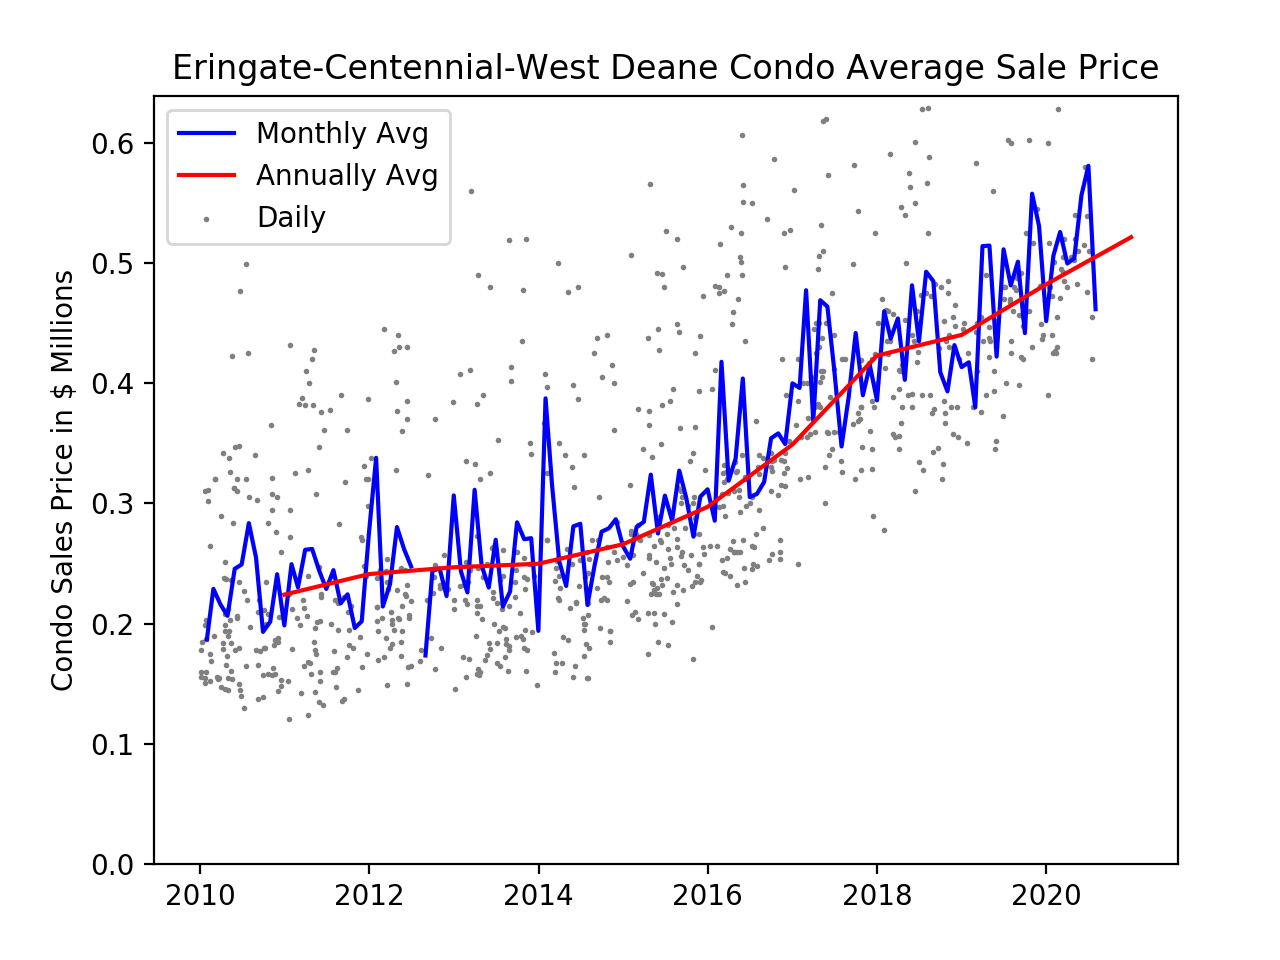 Eringate-Centennial-West Deane Condo Average Sale Price
Monthly Avg
Annually Avg
Daily
Condo Sales Price in $ Millions
0.6
0.5
0.4
0.3
0.2
0.1
0.0
2010 2012 2014 2016 2018 2020